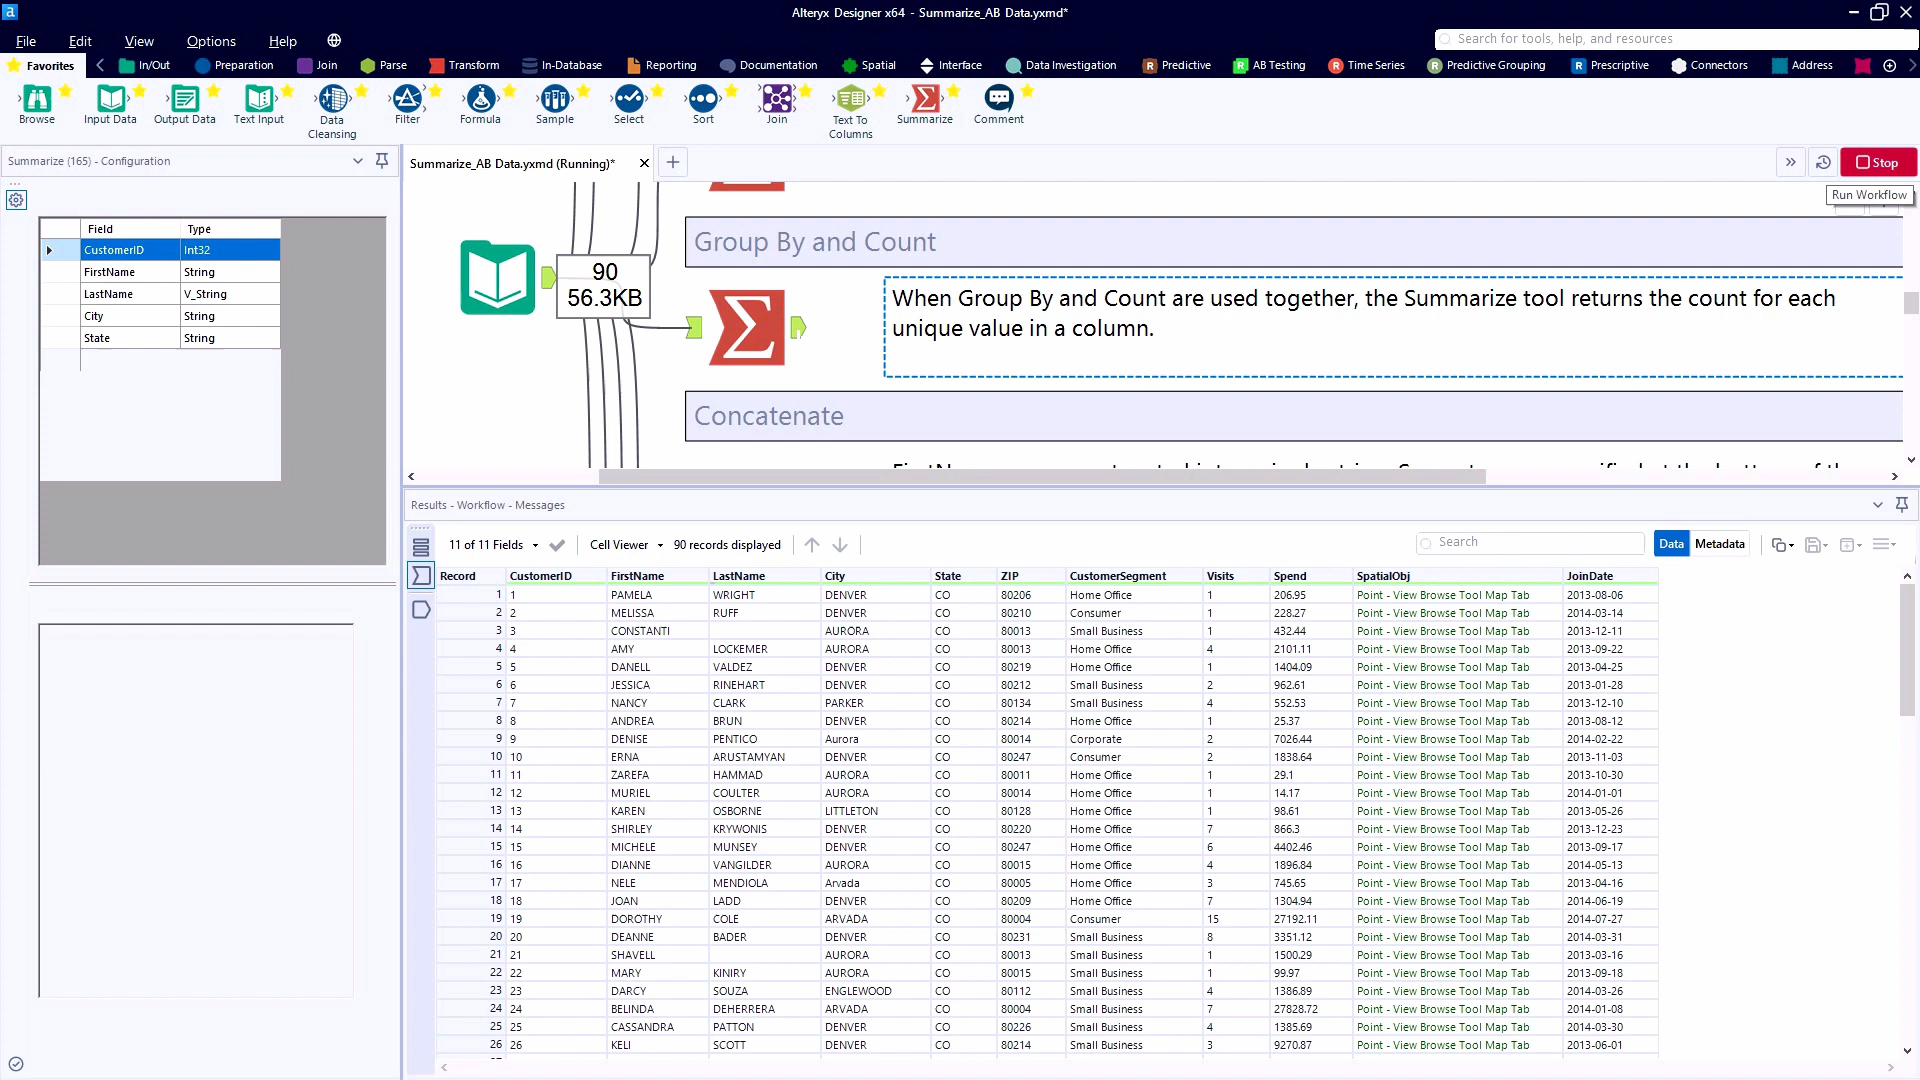 Alteryx Designer x64 - Summarize_AB Data.yxmd*
File Edit View Options Help
Search for tools, help, and resources
Favorites In/Out Preparation Join Parse Transform In-Database Reporting Documentation Spatial Interface Data Investigation Predictive AB Testing Time Series Predictive Grouping Prescriptive Connectors Address
Browse Input Data Output Data Text Input Data Cleansing Filter Formula Sample Select Sort Join Text To Columns Summarize Comment
Summarize (165) - Configuration
Summarize_AB Data.yxmd (Running)*
Stop
Run Workflow
Field Type
CustomerID Int32
FirstName String
LastName V_String
City String
State String
Group By and Count
90
56.3KB
When Group By and Count are used together, the Summarize tool returns the count for each
unique value in a column.
Concatenate
Results - Workflow - Messages
11 of 11 Fields Cell Viewer 90 records displayed Search Data Metadata
Record CustomerID FirstName LastName City State ZIP CustomerSegment Visits Spend SpatialObj JoinDate
1 1 PAMELA WRIGHT DENVER CO 80206 Home Office 1 206.95 Point - View Browse Tool Map Tab 2013-08-06
2 2 MELISSA RUFF DENVER CO 80210 Consumer 1 228.27 Point - View Browse Tool Map Tab 2014-03-14
3 3 CONSTANTI AURORA CO 80013 Small Business 1 432.44 Point - View Browse Tool Map Tab 2013-12-11
4 4 AMY LOCKEMER AURORA CO 80013 Home Office 4 2101.11 Point - View Browse Tool Map Tab 2013-09-22
5 5 DANELL VALDEZ DENVER CO 80219 Home Office 1 1404.09 Point - View Browse Tool Map Tab 2013-04-25
6 6 JESSICA RINEHART DENVER CO 80212 Small Business 2 962.61 Point - View Browse Tool Map Tab 2013-01-28
7 7 NANCY CLARK PARKER CO 80134 Small Business 4 552.53 Point - View Browse Tool Map Tab 2013-12-10
8 8 ANDREA BRUN DENVER CO 80214 Home Office 1 25.37 Point - View Browse Tool Map Tab 2013-08-12
9 9 DENISE PENTICO Aurora CO 80014 Corporate 2 7026.44 Point - View Browse Tool Map Tab 2014-02-22
10 10 ERNA ARUSTAMYAN DENVER CO 80247 Consumer 2 1838.64 Point - View Browse Tool Map Tab 2013-11-03
11 11 ZAREFA HAMMAD AURORA CO 80011 Home Office 1 29.1 Point - View Browse Tool Map Tab 2013-10-30
12 12 MURIEL COULTER AURORA CO 80014 Home Office 1 14.17 Point - View Browse Tool Map Tab 2014-01-01
13 13 KAREN OSBORNE LITTLETON CO 80128 Home Office 1 98.61 Point - View Browse Tool Map Tab 2013-05-26
14 14 SHIRLEY KRYWONIS DENVER CO 80220 Home Office 7 866.3 Point - View Browse Tool Map Tab 2013-12-23
15 15 MICHELE MUNSEY DENVER CO 80247 Home Office 6 4402.46 Point - View Browse Tool Map Tab 2013-09-17
16 16 DIANNE VANGILDER AURORA CO 80015 Home Office 4 1896.84 Point - View Browse Tool Map Tab 2014-05-13
17 17 NELE MENDIOLA Arvada CO 80005 Home Office 3 745.65 Point - View Browse Tool Map Tab 2013-04-16
18 18 JOAN LADD DENVER CO 80209 Home Office 7 1304.94 Point - View Browse Tool Map Tab 2014-06-19
19 19 DOROTHY COLE ARVADA CO 80004 Consumer 15 27192.11 Point - View Browse Tool Map Tab 2014-07-27
20 20 DEANNE BADER DENVER CO 80231 Small Business 8 3351.12 Point - View Browse Tool Map Tab 2014-03-31
21 21 SHAVELL AURORA CO 80013 Small Business 1 1500.29 Point - View Browse Tool Map Tab 2013-03-16
22 22 MARY KINIRY AURORA CO 80015 Small Business 1 99.97 Point - View Browse Tool Map Tab 2013-09-18
23 23 DARCY SOUZA ENGLEWOOD CO 80112 Small Business 4 1386.89 Point - View Browse Tool Map Tab 2014-03-26
24 24 BELINDA DEHERRERA ARVADA CO 80004 Small Business 7 27828.72 Point - View Browse Tool Map Tab 2014-01-08
25 25 CASSANDRA PATTON DENVER CO 80226 Small Business 4 1385.69 Point - View Browse Tool Map Tab 2014-03-30
26 26 KELI SCOTT DENVER CO 80214 Small Business 3 9270.87 Point - View Browse Tool Map Tab 2013-06-01